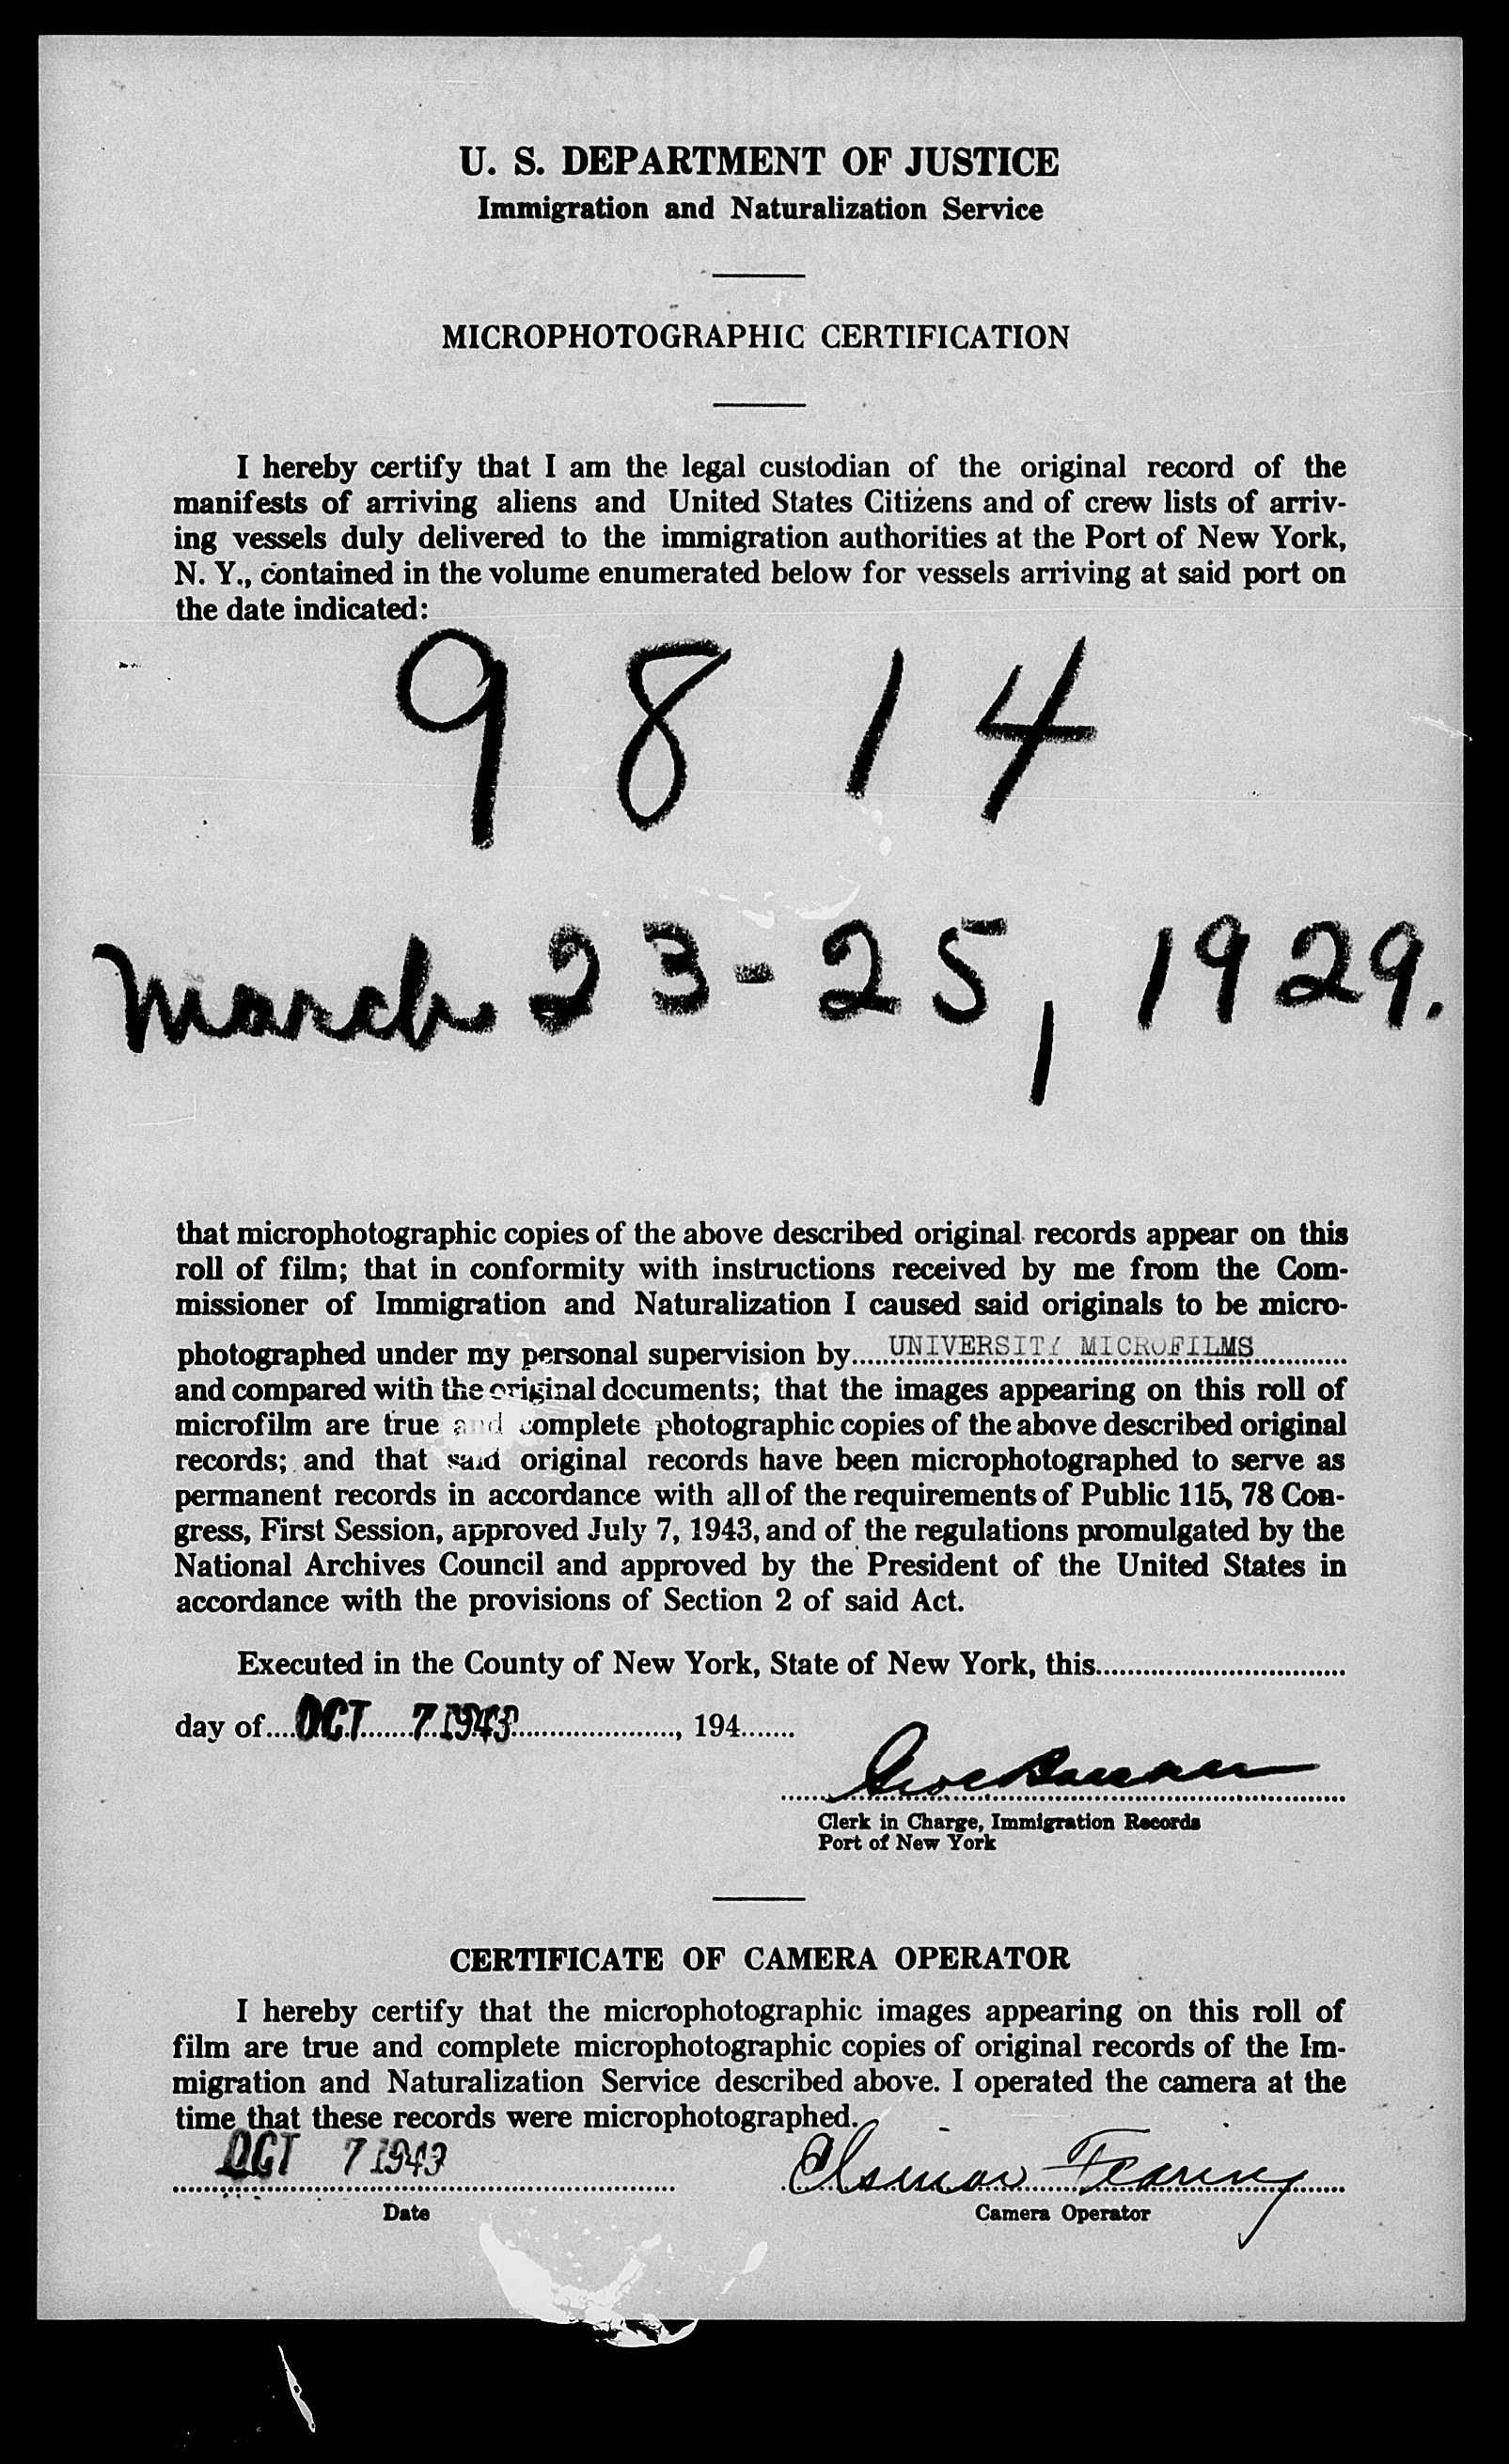 U. S. DEPARTMENT OF JUSTICE
Immigration and Naturalization Service
MICROPHOTOGRAPHIC CERTIFICATION
I hereby certify that I am the legal custodian of the original record of the
manifests of arriving aliens and United States Citizens and of crew lists of arriv-
ing vessels duly delivered to the immigration authorities at the Port of New York,
N. Y., contained in the volume enumerated below for vessels arriving at said port on
the date indicated:
9814
March 23-25, 1929.
that microphotographic copies of the above described original records appear on this
roll of film; that in conformity with instructions received by me from the Com-
missioner of Immigration and Naturalization I caused said originals to be micro-
photographed under my personal supervision by UNIVERSITY MICROFILMS
and compared with the original documents; that the images appearing on this roll of
microfilm are true and complete photographic copies of the above described original
records; and that said original records have been microphotographed to serve as
permanent records in accordance with all of the requirements of Public 115, 78 Con-
gress, First Session, approved July 7, 1943, and of the regulations promulgated by the
National Archives Council and approved by the President of the United States in
accordance with the provisions of Section 2 of said Act.
Executed in the County of New York, State of New York, this
day of OCT 7 1943, 194
Clerk in Charge, Immigration Records
Port of New York
CERTIFICATE OF CAMERA OPERATOR
I hereby certify that the microphotographic images appearing on this roll of
film are true and complete microphotographic copies of original records of the Im-
migration and Naturalization Service described above. I operated the camera at the
time that these records were microphotographed.
OCT 7 1943
Fearing
Date
Camera Operator